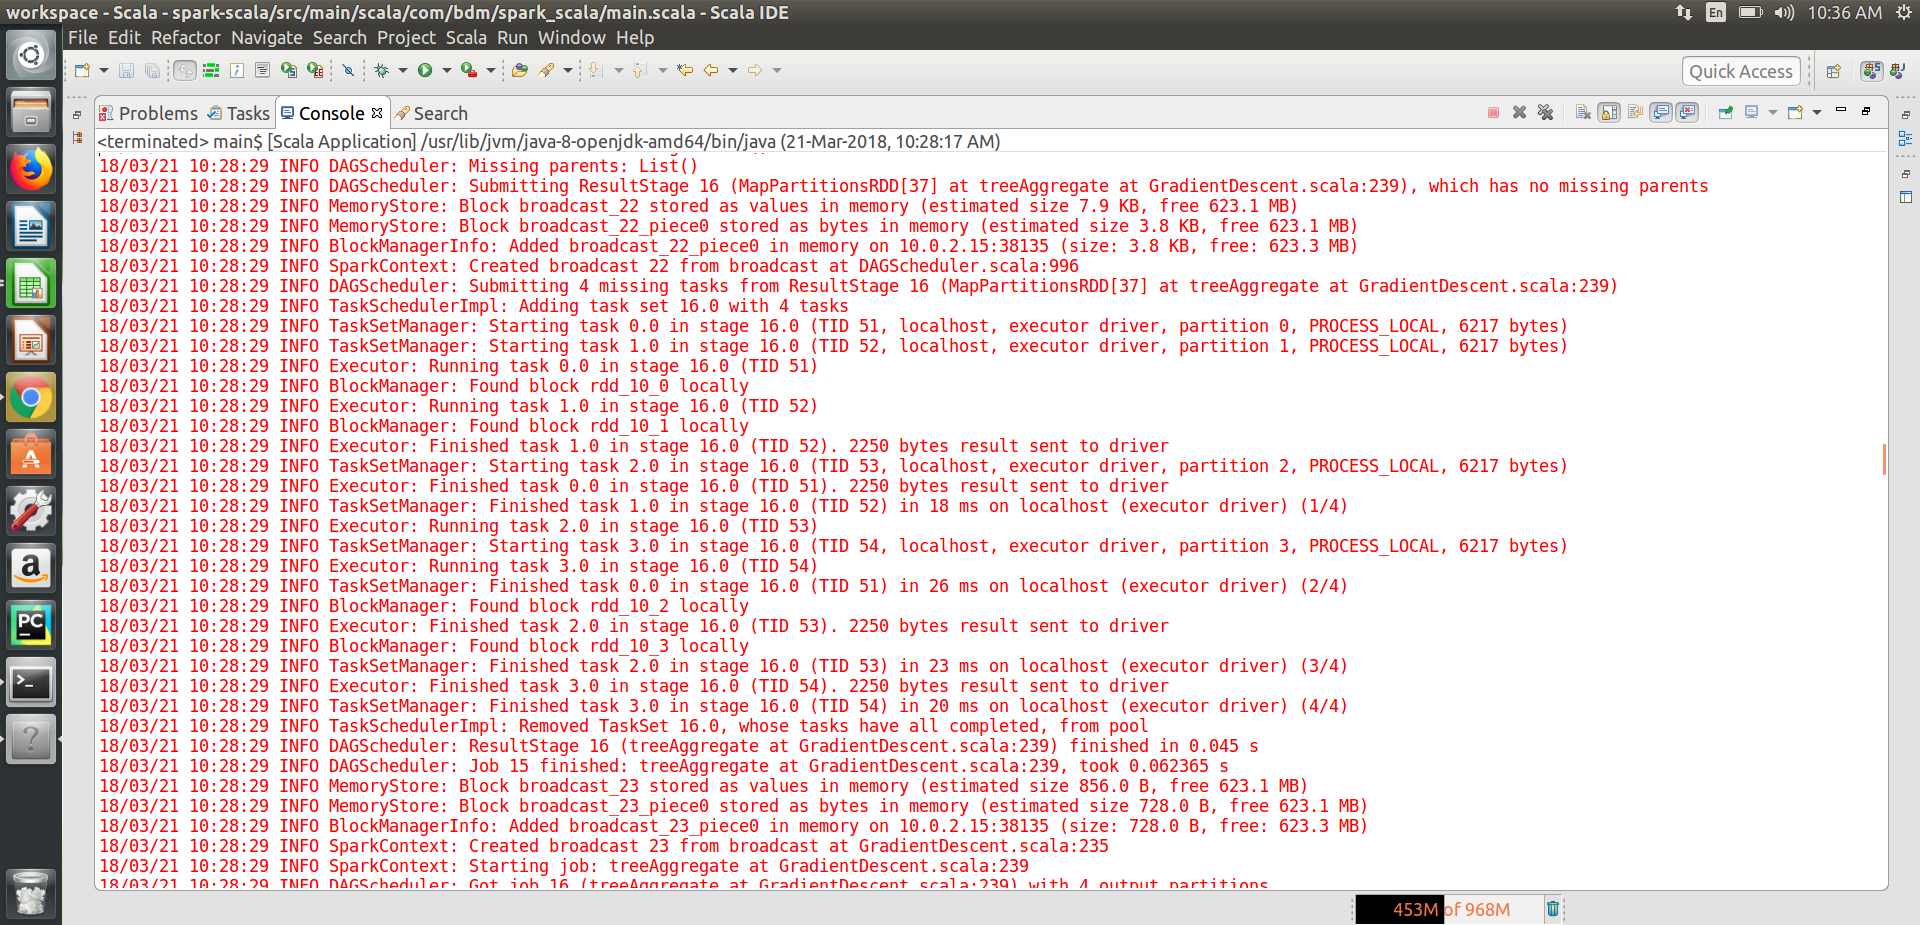 workspace - Scala - spark-scala/src/main/scala/com/bdm/spark_scala/main.scala - Scala IDE
En
10:36 AM
File Edit Refactor Navigate Search Project Scala Run Window Help
Quick Access
Problems Tasks Console Search
<terminated> main$ [Scala Application] /usr/lib/jvm/java-8-openjdk-amd64/bin/java (21-Mar-2018, 10:28:17 AM)
18/03/21 10:28:29 INFO DAGScheduler: Missing parents: List()
18/03/21 10:28:29 INFO DAGScheduler: Submitting ResultStage 16 (MapPartitionsRDD[37] at treeAggregate at GradientDescent.scala:239), which has no missing parents
18/03/21 10:28:29 INFO MemoryStore: Block broadcast_22 stored as values in memory (estimated size 7.9 KB, free 623.1 MB)
18/03/21 10:28:29 INFO MemoryStore: Block broadcast_22_piece0 stored as bytes in memory (estimated size 3.8 KB, free 623.1 MB)
18/03/21 10:28:29 INFO BlockManagerInfo: Added broadcast_22_piece0 in memory on 10.0.2.15:38135 (size: 3.8 KB, free: 623.3 MB)
18/03/21 10:28:29 INFO SparkContext: Created broadcast 22 from broadcast at DAGScheduler.scala:996
18/03/21 10:28:29 INFO DAGScheduler: Submitting 4 missing tasks from ResultStage 16 (MapPartitionsRDD[37] at treeAggregate at GradientDescent.scala:239)
18/03/21 10:28:29 INFO TaskSchedulerImpl: Adding task set 16.0 with 4 tasks
18/03/21 10:28:29 INFO TaskSetManager: Starting task 0.0 in stage 16.0 (TID 51, localhost, executor driver, partition 0, PROCESS_LOCAL, 6217 bytes)
18/03/21 10:28:29 INFO TaskSetManager: Starting task 1.0 in stage 16.0 (TID 52, localhost, executor driver, partition 1, PROCESS_LOCAL, 6217 bytes)
18/03/21 10:28:29 INFO Executor: Running task 0.0 in stage 16.0 (TID 51)
18/03/21 10:28:29 INFO BlockManager: Found block rdd_10_0 locally
18/03/21 10:28:29 INFO Executor: Running task 1.0 in stage 16.0 (TID 52)
18/03/21 10:28:29 INFO BlockManager: Found block rdd_10_1 locally
18/03/21 10:28:29 INFO Executor: Finished task 1.0 in stage 16.0 (TID 52). 2250 bytes result sent to driver
18/03/21 10:28:29 INFO TaskSetManager: Starting task 2.0 in stage 16.0 (TID 53, localhost, executor driver, partition 2, PROCESS_LOCAL, 6217 bytes)
18/03/21 10:28:29 INFO Executor: Finished task 0.0 in stage 16.0 (TID 51). 2250 bytes result sent to driver
18/03/21 10:28:29 INFO TaskSetManager: Finished task 1.0 in stage 16.0 (TID 52) in 18 ms on localhost (executor driver) (1/4)
18/03/21 10:28:29 INFO Executor: Running task 2.0 in stage 16.0 (TID 53)
18/03/21 10:28:29 INFO TaskSetManager: Starting task 3.0 in stage 16.0 (TID 54, localhost, executor driver, partition 3, PROCESS_LOCAL, 6217 bytes)
18/03/21 10:28:29 INFO Executor: Running task 3.0 in stage 16.0 (TID 54)
18/03/21 10:28:29 INFO TaskSetManager: Finished task 0.0 in stage 16.0 (TID 51) in 26 ms on localhost (executor driver) (2/4)
18/03/21 10:28:29 INFO BlockManager: Found block rdd_10_2 locally
18/03/21 10:28:29 INFO Executor: Finished task 2.0 in stage 16.0 (TID 53). 2250 bytes result sent to driver
18/03/21 10:28:29 INFO BlockManager: Found block rdd_10_3 locally
18/03/21 10:28:29 INFO TaskSetManager: Finished task 2.0 in stage 16.0 (TID 53) in 23 ms on localhost (executor driver) (3/4)
18/03/21 10:28:29 INFO Executor: Finished task 3.0 in stage 16.0 (TID 54). 2250 bytes result sent to driver
18/03/21 10:28:29 INFO TaskSetManager: Finished task 3.0 in stage 16.0 (TID 54) in 20 ms on localhost (executor driver) (4/4)
18/03/21 10:28:29 INFO TaskSchedulerImpl: Removed TaskSet 16.0, whose tasks have all completed, from pool
18/03/21 10:28:29 INFO DAGScheduler: ResultStage 16 (treeAggregate at GradientDescent.scala:239) finished in 0.045 s
18/03/21 10:28:29 INFO DAGScheduler: Job 15 finished: treeAggregate at GradientDescent.scala:239, took 0.062365 s
18/03/21 10:28:29 INFO MemoryStore: Block broadcast_23 stored as values in memory (estimated size 856.0 B, free 623.1 MB)
18/03/21 10:28:29 INFO MemoryStore: Block broadcast_23_piece0 stored as bytes in memory (estimated size 728.0 B, free 623.1 MB)
18/03/21 10:28:29 INFO BlockManagerInfo: Added broadcast_23_piece0 in memory on 10.0.2.15:38135 (size: 728.0 B, free: 623.3 MB)
18/03/21 10:28:29 INFO SparkContext: Created broadcast 23 from broadcast at GradientDescent.scala:235
18/03/21 10:28:29 INFO SparkContext: Starting job: treeAggregate at GradientDescent.scala:239
18/03/21 10:28:29 INFO DAGScheduler: Got job 16 (treeAggregate at GradientDescent.scala:239) with 4 output partitions
453M of 968M